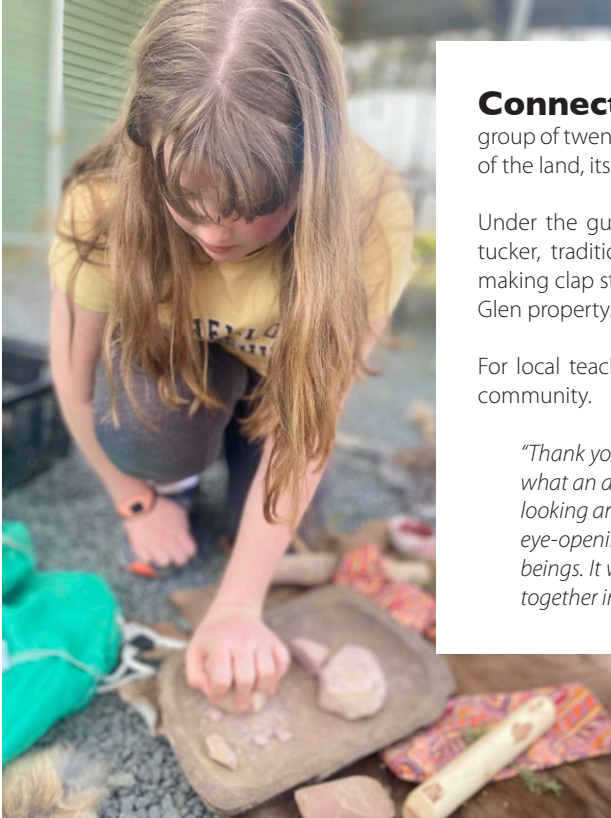 HELLO
Connect
group of twen
of the land, its
Under the gu
tucker, traditio
making clap st
Glen property.
For local teach
community.
“Thank yo
what an a
looking ar
eye-openi
beings. It w
together in